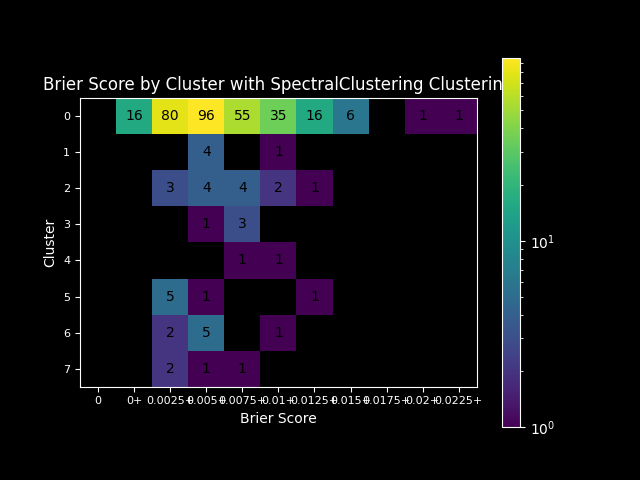 Brier Score by Cluster with SpectralClustering Clusterin
0 16 80 96 55 35 16 6 1 1
1 4 1
2 3 4 4 2 1
3 1 3
4 1 1
5 5 1 1
6 2 5 1
7 2 1 1
0 0+ 0.0025+ 0.005+ 0.0075+ 0.01+ 0.0125+ 0.015+ 0.0175+ 0.02+ 0.0225+
Brier Score
Cluster
10¹
10⁰